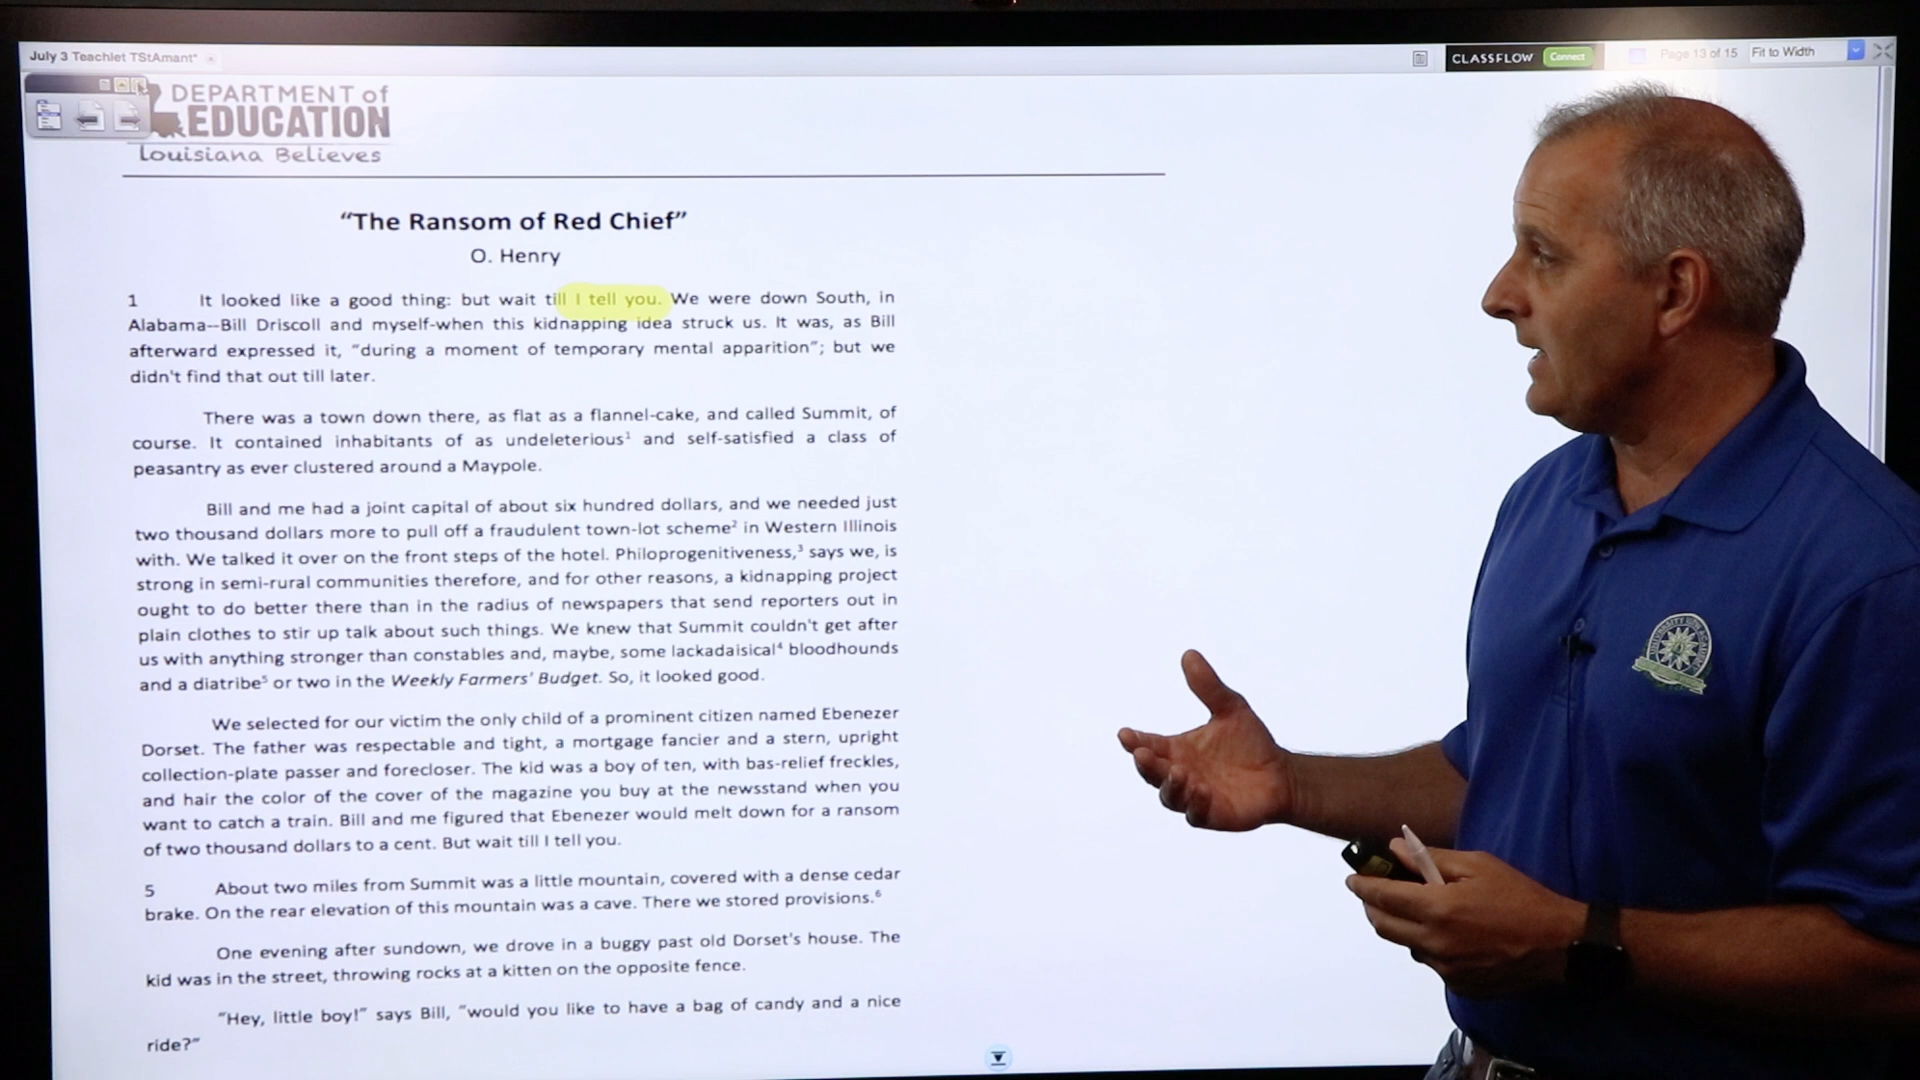 July 3 Teachlet TStAmant*
CLASSFLOW Connect Page 13 of 15 Fit to Width
DEPARTMENT of
EDUCATION
Louisiana Believes
“The Ransom of Red Chief”
O. Henry
1 It looked like a good thing: but wait till I tell you. We were down South, in
Alabama--Bill Driscoll and myself-when this kidnapping idea struck us. It was, as Bill
afterward expressed it, “during a moment of temporary mental apparition”; but we
didn't find that out till later.
There was a town down there, as flat as a flannel-cake, and called Summit, of
course. It contained inhabitants of as undeleterious¹ and self-satisfied a class of
peasantry as ever clustered around a Maypole.
Bill and me had a joint capital of about six hundred dollars, and we needed just
two thousand dollars more to pull off a fraudulent town-lot scheme² in Western Illinois
with. We talked it over on the front steps of the hotel. Philoprogenitiveness,³ says we, is
strong in semi-rural communities therefore, and for other reasons, a kidnapping project
ought to do better there than in the radius of newspapers that send reporters out in
plain clothes to stir up talk about such things. We knew that Summit couldn't get after
us with anything stronger than constables and, maybe, some lackadaisical⁴ bloodhounds
and a diatribe⁵ or two in the Weekly Farmers' Budget. So, it looked good.
We selected for our victim the only child of a prominent citizen named Ebenezer
Dorset. The father was respectable and tight, a mortgage fancier and a stern, upright
collection-plate passer and forecloser. The kid was a boy of ten, with bas-relief freckles,
and hair the color of the cover of the magazine you buy at the newsstand when you
want to catch a train. Bill and me figured that Ebenezer would melt down for a ransom
of two thousand dollars to a cent. But wait till I tell you.
5 About two miles from Summit was a little mountain, covered with a dense cedar
brake. On the rear elevation of this mountain was a cave. There we stored provisions.⁶
One evening after sundown, we drove in a buggy past old Dorset's house. The
kid was in the street, throwing rocks at a kitten on the opposite fence.
“Hey, little boy!” says Bill, “would you like to have a bag of candy and a nice
ride?”